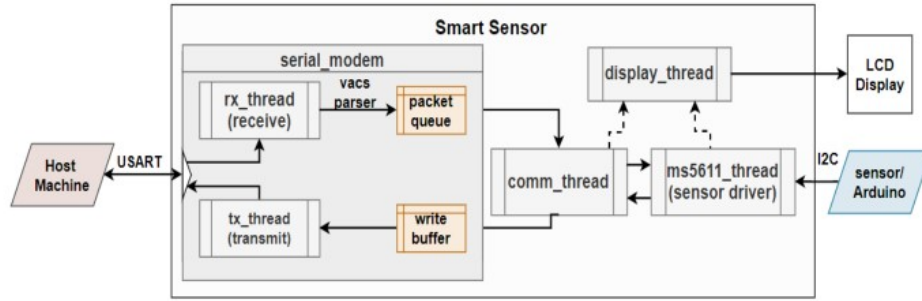 Smart Sensor
serial_modem
rx_thread
(receive)
vacs
parser
packet
queue
display_thread
LCD
Display
Host
Machine
USART
comm_thread
ms5611_thread
(sensor driver)
I2C
sensor/
Arduino
tx_thread
(transmit)
write
buffer